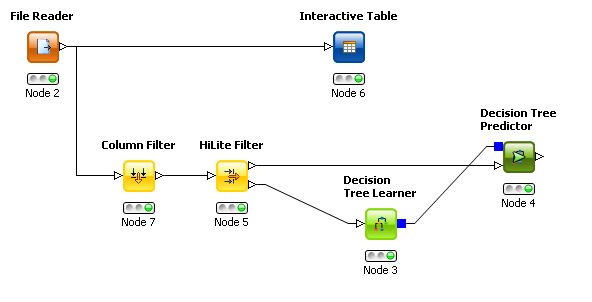 File Reader
Node 2
Interactive Table
Node 6
Column Filter
Node 7
HiLite Filter
Node 5
Decision
Tree Learner
Node 3
Decision Tree
Predictor
Node 4